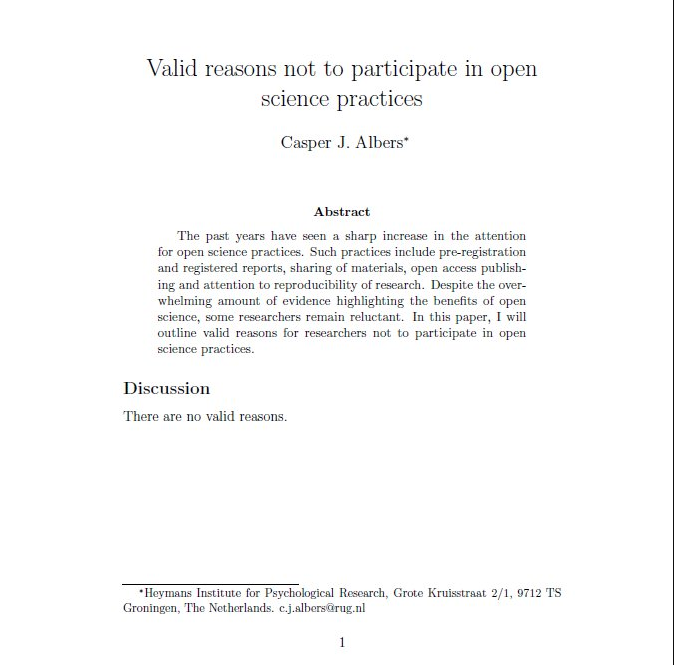 Valid reasons not to participate in open
science practices
Casper J. Albers*
Abstract
The past years have seen a sharp increase in the attention
for open science practices. Such practices include pre-registration
and registered reports, sharing of materials, open access publish-
ing and attention to reproducibility of research. Despite the over-
whelming amount of evidence highlighting the benefits of open
science, some researchers remain reluctant. In this paper, I will
outline valid reasons for researchers not to participate in open
science practices.
Discussion
There are no valid reasons.
*Heymans Institute for Psychological Research, Grote Kruisstraat 2/1, 9712 TS
Groningen, The Netherlands. c.j.albers@rug.nl
1